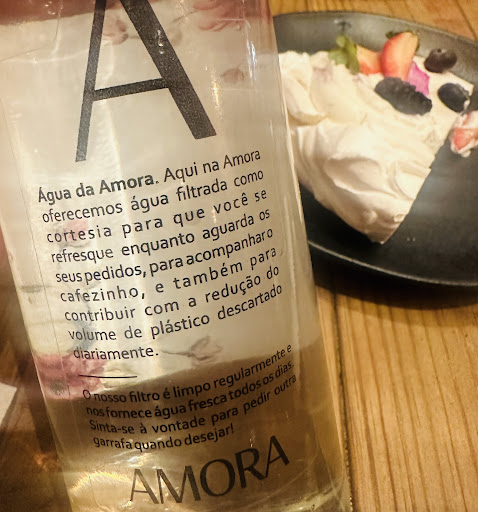 A
Água da Amora. Aqui na Amora
oferecemos água filtrada como
cortesia para que você se
refresque enquanto aguarda os
seus pedidos, para acompanhar o
cafezinho, e também para
contribuir com a redução do
volume de plástico descartado
diariamente.
O nosso filtro é limpo regularmente e
nos fornece água fresca todos os dias.
Sinta-se à vontade para pedir outra
garrafa quando desejar!
AMORA